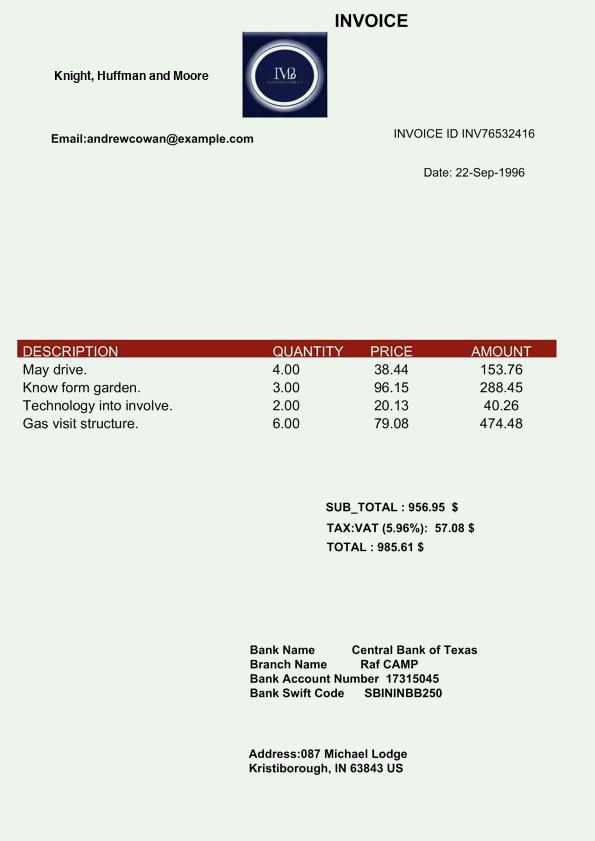 INVOICE
Knight, Huffman and Moore
Email:andrewcowan@example.com
INVOICE ID INV76532416
Date: 22-Sep-1996
DESCRIPTION QUANTITY PRICE AMOUNT
May drive. 4.00 38.44 153.76
Know form garden. 3.00 96.15 288.45
Technology into involve. 2.00 20.13 40.26
Gas visit structure. 6.00 79.08 474.48
SUB_TOTAL : 956.95 $
TAX:VAT (5.96%): 57.08 $
TOTAL : 985.61 $
Bank Name Central Bank of Texas
Branch Name Raf CAMP
Bank Account Number 17315045
Bank Swift Code SBININBB250
Address:087 Michael Lodge
Kristiborough, IN 63843 US